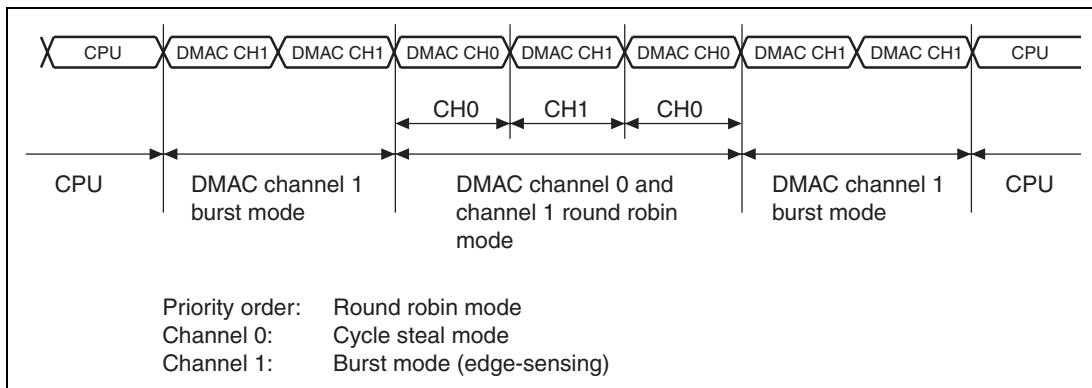 CPU DMAC CH1 DMAC CH1 DMAC CH0 DMAC CH1 DMAC CH0 DMAC CH1 DMAC CH1 CPU
CH0 CH1 CH0
CPU
DMAC channel 1
burst mode
DMAC channel 0 and
channel 1 round robin
mode
DMAC channel 1
burst mode
CPU
Priority order: Round robin mode
Channel 0: Cycle steal mode
Channel 1: Burst mode (edge-sensing)